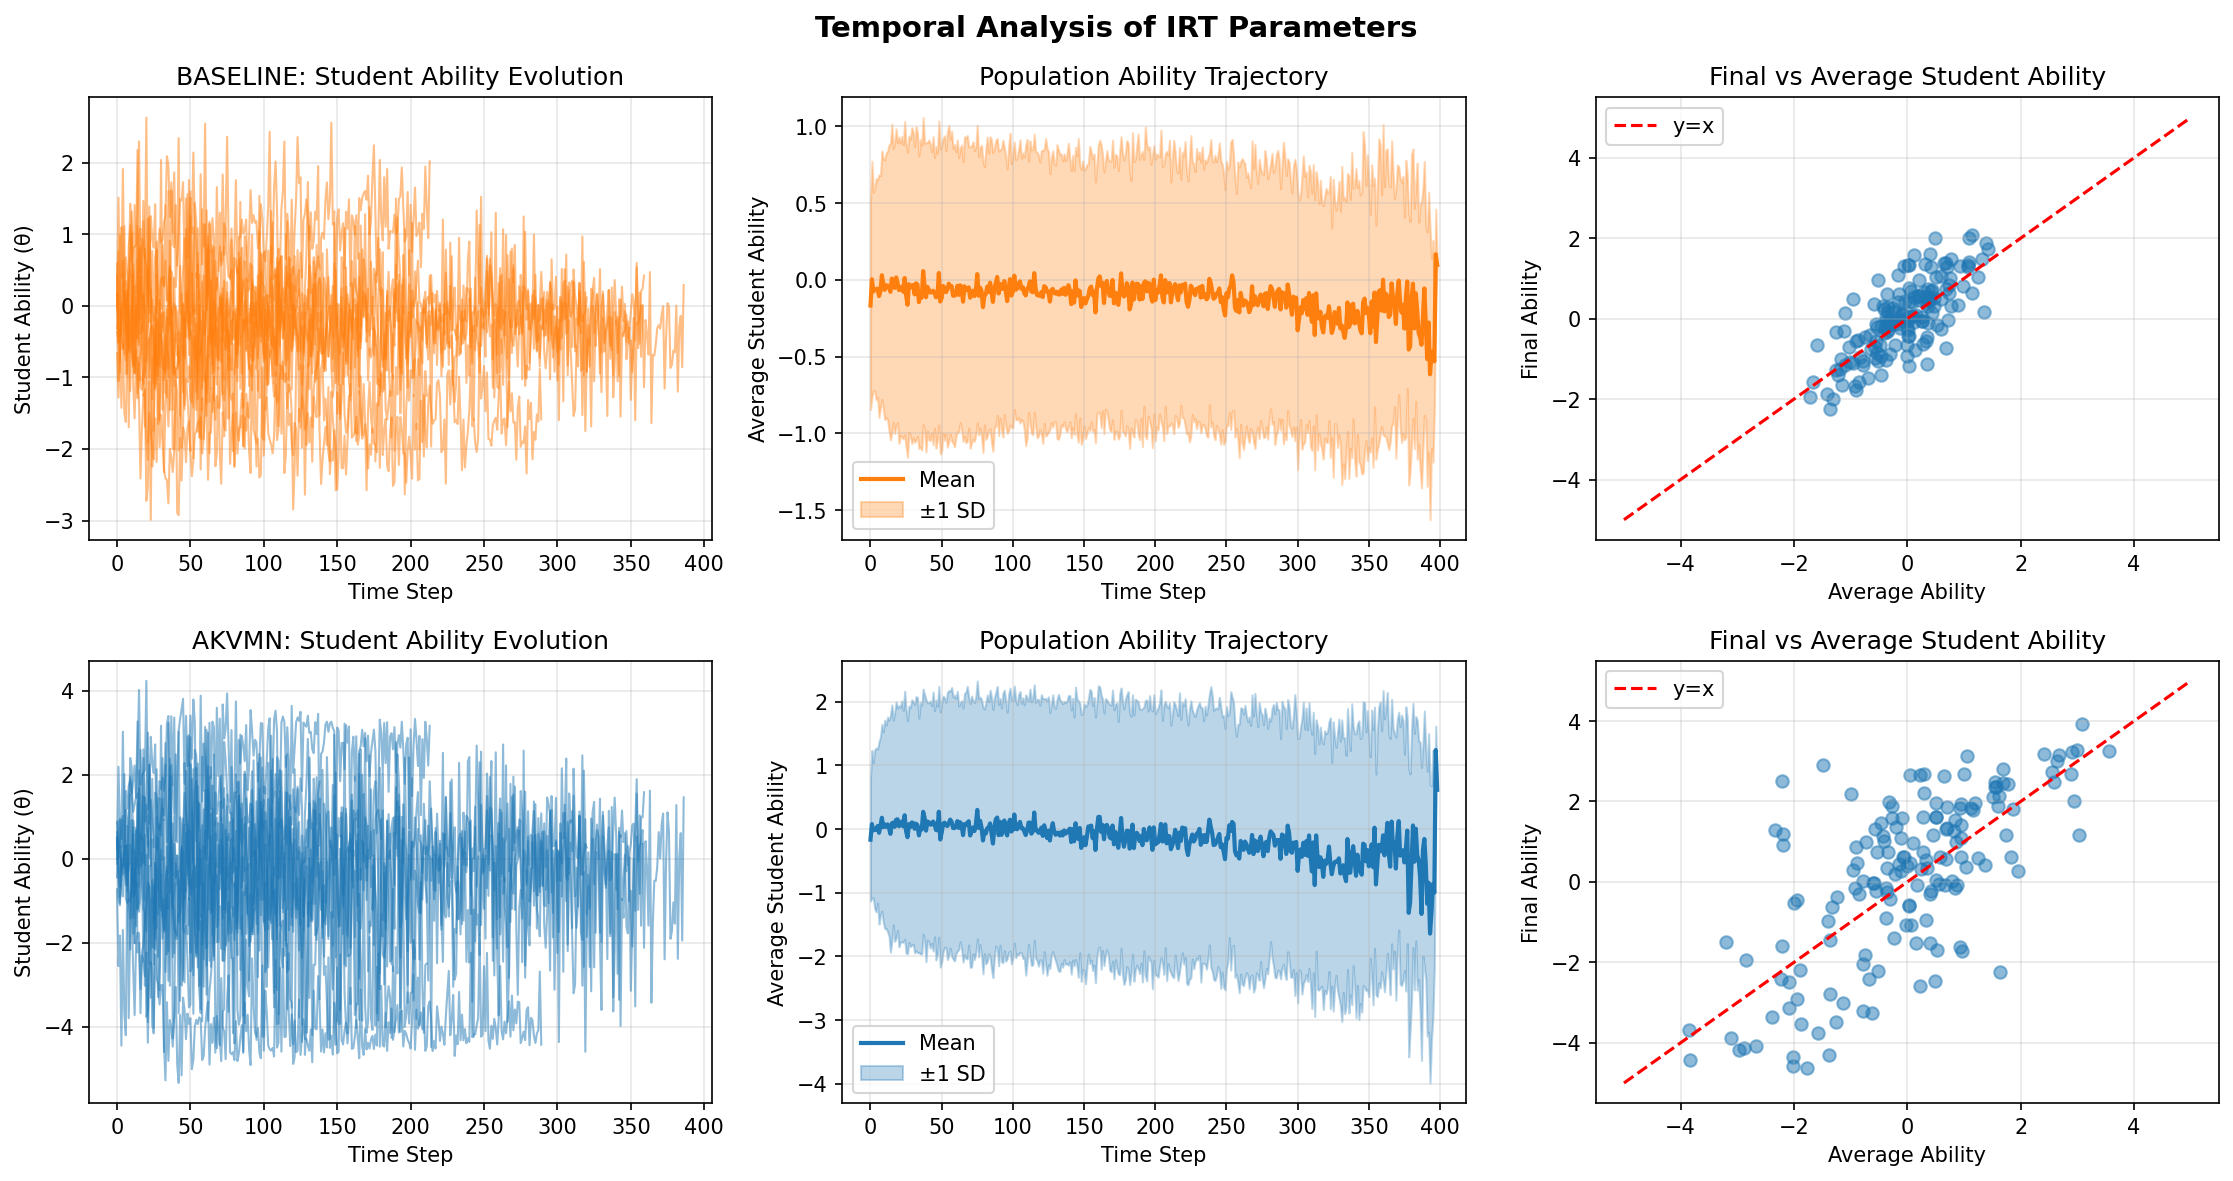 Temporal Analysis of IRT Parameters
BASELINE: Student Ability Evolution
Student Ability (θ)
2
1
0
−1
−2
−3
0 50 100 150 200 250 300 350 400
Time Step
Population Ability Trajectory
Average Student Ability
1.0
0.5
0.0
−0.5
−1.0
−1.5
Mean
±1 SD
0 50 100 150 200 250 300 350 400
Time Step
Final vs Average Student Ability
Final Ability
4
2
0
−2
−4
y=x
−4 −2 0 2 4
Average Ability
AKVMN: Student Ability Evolution
Student Ability (θ)
4
2
0
−2
−4
0 50 100 150 200 250 300 350 400
Time Step
Population Ability Trajectory
Average Student Ability
2
1
0
−1
−2
−3
−4
Mean
±1 SD
0 50 100 150 200 250 300 350 400
Time Step
Final vs Average Student Ability
Final Ability
4
2
0
−2
−4
y=x
−4 −2 0 2 4
Average Ability